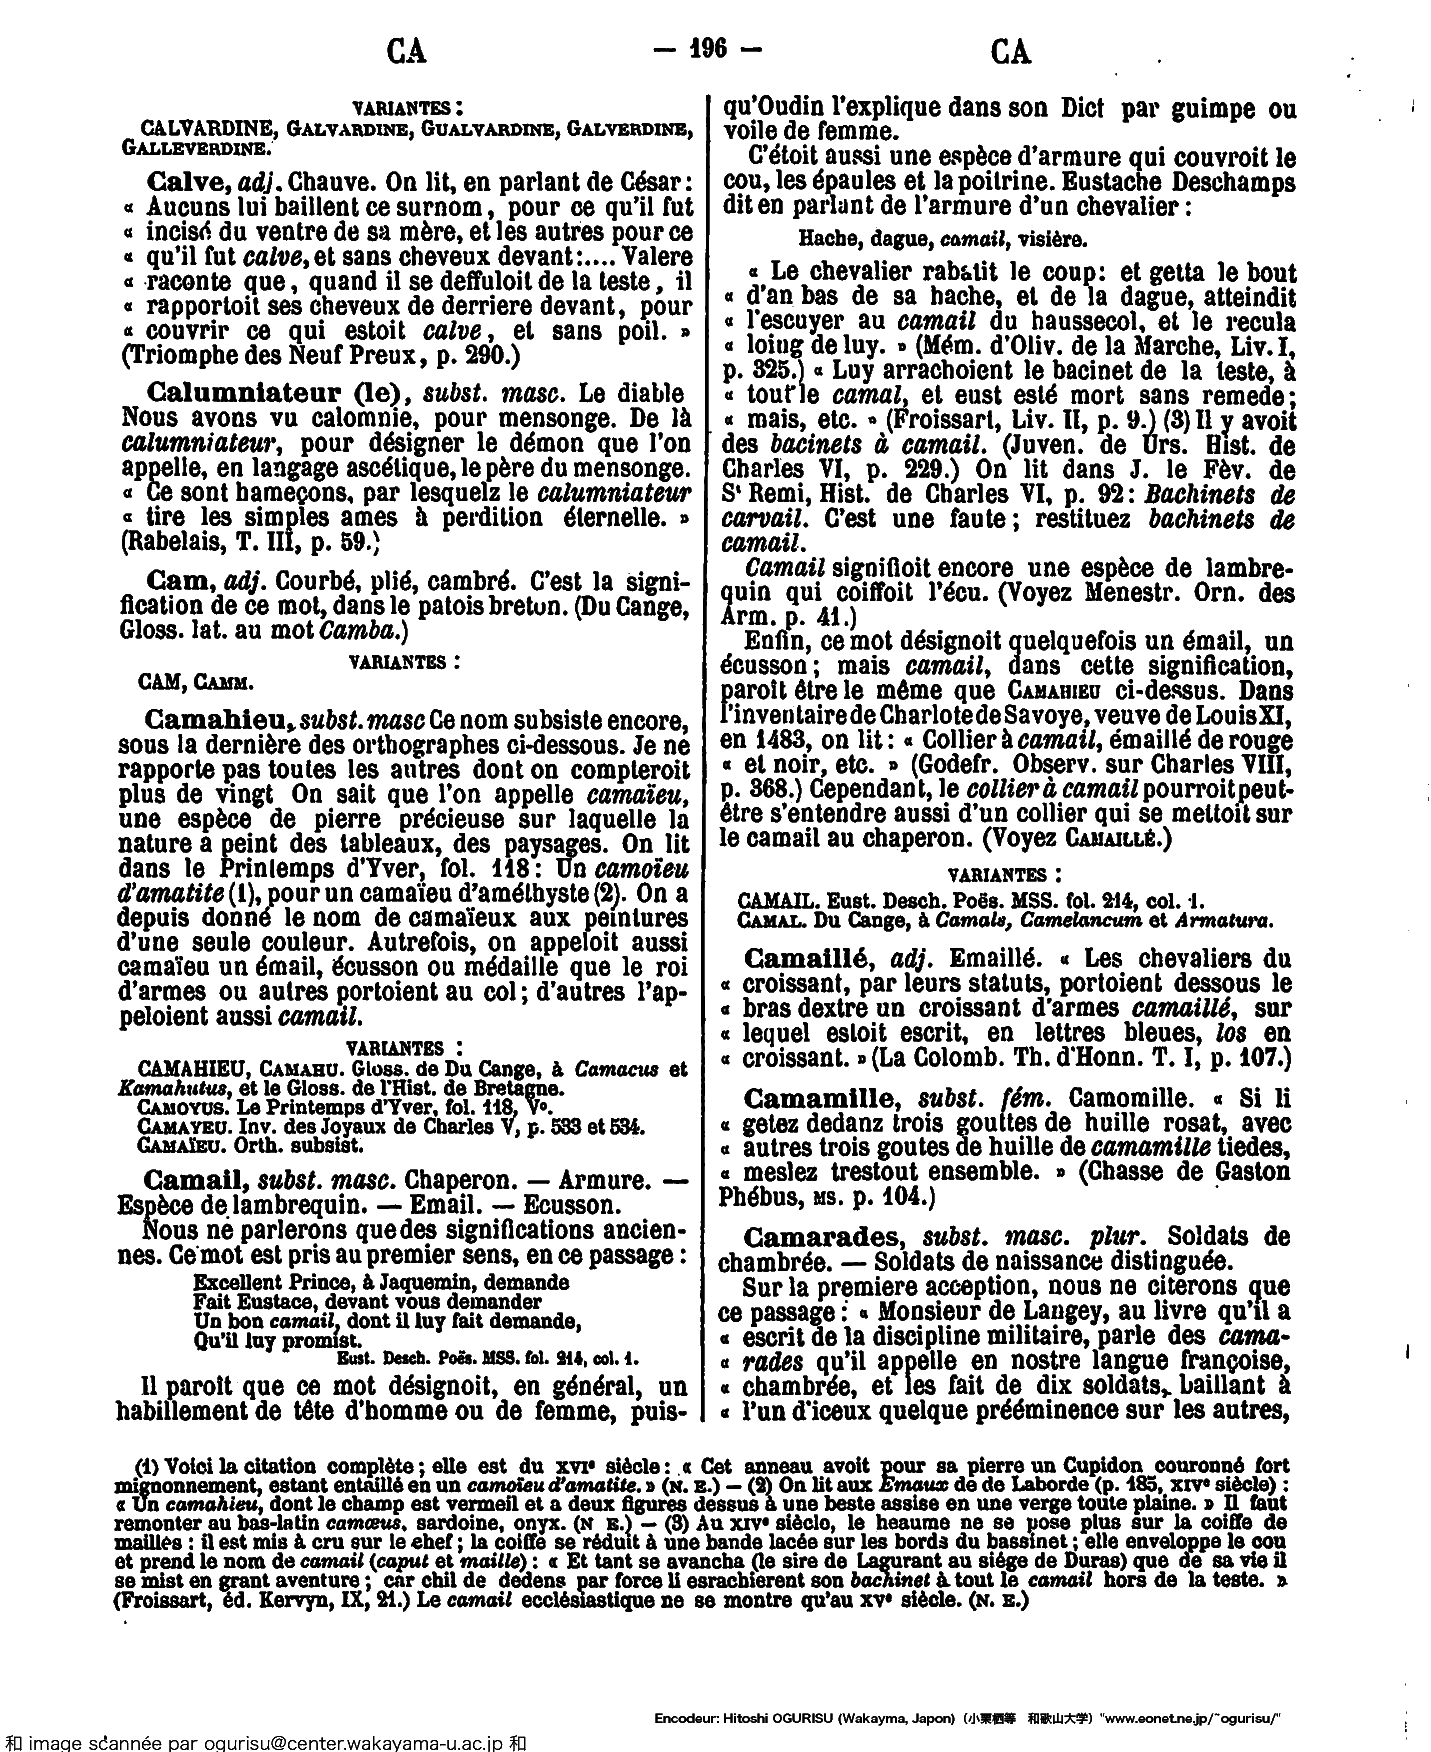 CA — 196 — CA
VARIANTES :
CALVARDINE, GALVARDINE, GUALVARDINE, GALVERDINE,
GALLEVERDINE.
Calve, adj. Chauve. On lit, en parlant de César :
« Aucuns lui baillent ce surnom, pour ce qu'il fut
« incisé du ventre de sa mère, et les autres pour ce
« qu'il fut calve, et sans cheveux devant :.... Valere
« raconte que, quand il se deffuloit de la teste, il
« rapportoit ses cheveux de derriere devant, pour
« couvrir ce qui estoit calve, et sans poil. »
(Triomphe des Neuf Preux, p. 290.)
Calumniateur (le), subst. masc. Le diable
Nous avons vu calomnie, pour mensonge. De là
calumniateur, pour désigner le démon que l'on
appelle, en langage ascétique, le père du mensonge.
« Ce sont hameçons, par lesquelz le calumniateur
« tire les simples ames à perdition éternelle. »
(Rabelais, T. III, p. 59.)
Cam, adj. Courbé, plié, cambré. C'est la signi-
fication de ce mot, dans le patois breton. (Du Cange,
Gloss. lat. au mot Camba.)
VARIANTES :
CAM, CAMM.
Camahieu, subst. masc Ce nom subsiste encore,
sous la dernière des orthographes ci-dessous. Je ne
rapporte pas toutes les autres dont on compteroit
plus de vingt On sait que l'on appelle camaïeu,
une espèce de pierre précieuse sur laquelle la
nature a peint des tableaux, des paysages. On lit
dans le Printemps d'Yver, fol. 118 : Un camoïeu
d'amatite (1), pour un camaïeu d'améthyste (2). On a
depuis donné le nom de camaïeux aux peintures
d'une seule couleur. Autrefois, on appeloit aussi
camaïeu un émail, écusson ou médaille que le roi
d'armes ou autres portoient au col ; d'autres l'ap-
peloient aussi camail.
VARIANTES :
CAMAHIEU, CAMAHU. Gloss. de Du Cange, à Camacus et
Kamahutus, et le Gloss. de l'Hist. de Bretagne.
CAMOYUS. Le Printemps d'Yver, fol. 118, Vo.
CAMAYEU. Inv. des Joyaux de Charles V, p. 533 et 534.
CAMAÏEU. Orth. subsist.
Camail, subst. masc. Chaperon. — Armure. —
Espèce de lambrequin. — Email. — Ecusson.
Nous ne parlerons que des significations ancien-
nes. Ce mot est pris au premier sens, en ce passage :
Excellent Prince, à Jaquemin, demande
Fait Eustace, devant vous demander
Un bon camail, dont il luy fait demande,
Qu'il luy promist.
Eust. Desch. Poës. MSS. fol. 214, col. 1.
Il paroît que ce mot désignoit, en général, un
habillement de tête d'homme ou de femme, puis-
qu'Oudin l'explique dans son Dict par guimpe ou
voile de femme.
C'étoit aussi une espèce d'armure qui couvroit le
cou, les épaules et la poitrine. Eustache Deschamps
dit en parlant de l'armure d'un chevalier :
Hache, dague, camail, visière.
« Le chevalier rabatit le coup : et getta le bout
« d'an bas de sa hache, et de la dague, atteindit
« l'escuyer au camail du haussecol, et le recula
« loing de luy. » (Mém. d'Oliv. de la Marche, Liv. I,
p. 325.) « Luy arrachoient le bacinet de la teste, à
« tout le camal, et eust esté mort sans remede ;
« mais, etc. » (Froissart, Liv. II, p. 9.) (3) Il y avoit
des bacinets à camail. (Juven. de Urs. Hist. de
Charles VI, p. 229.) On lit dans J. le Fèv. de
St Remi, Hist. de Charles VI, p. 92 : Bachinets de
carvail. C'est une faute ; restituez bachinets de
camail.
Camail signifioit encore une espèce de lambre-
quin qui coiffoit l'écu. (Voyez Menestr. Orn. des
Arm. p. 41.)
Enfin, ce mot désignoit quelquefois un émail, un
écusson ; mais camail, dans cette signification,
paroît être le même que CAMAHIEU ci-dessus. Dans
l'inventaire de Charlote de Savoye, veuve de Louis XI,
en 1483, on lit : « Collier à camail, émaillé de rouge
« et noir, etc. » (Godefr. Observ. sur Charles VIII,
p. 368.) Cependant, le collier à camail pourroit peut-
être s'entendre aussi d'un collier qui se mettoit sur
le camail au chaperon. (Voyez CAMAILLÉ.)
VARIANTES :
CAMAIL. Eust. Desch. Poës. MSS. fol. 214, col. 1.
CAMAL. Du Cange, à Camals, Camelancum et Armatura.
Camaillé, adj. Emaillé. « Les chevaliers du
« croissant, par leurs statuts, portoient dessous le
« bras dextre un croissant d'armes camaillé, sur
« lequel estoit escrit, en lettres bleues, los en
« croissant. » (La Colomb. Th. d'Honn. T. I, p. 107.)
Camamille, subst. fém. Camomille. « Si li
« getez dedanz trois gouttes de huille rosat, avec
« autres trois goutes de huille de camamille tiedes,
« meslez trestout ensemble. » (Chasse de Gaston
Phébus, MS. p. 104.)
Camarades, subst. masc. plur. Soldats de
chambrée. — Soldats de naissance distinguée.
Sur la premiere acception, nous ne citerons que
ce passage : « Monsieur de Langey, au livre qu'il a
« escrit de la discipline militaire, parle des cama-
« rades qu'il appelle en nostre langue françoise,
« chambrée, et les fait de dix soldats, baillant à
« l'un d'iceux quelque prééminence sur les autres,
(1) Voici la citation complète ; elle est du XVIe siècle : « Cet anneau avoit pour sa pierre un Cupidon couronné fort
mignonnement, estant entaillé en un camoïeu d'amatite. » (N. E.) — (2) On lit aux Emaux de de Laborde (p. 185, XIVe siècle) :
« Un camahieu, dont le champ est vermeil et a deux figures dessus à une beste assise en une verge toute plaine. » Il faut
remonter au bas-latin camœus, sardoine, onyx. (N E.) — (3) Au XIVe siècle, le heaume ne se pose plus sur la coiffe de
mailles : il est mis à cru sur le chef ; la coiffe se réduit à une bande lacée sur les bords du bassinet ; elle enveloppe le cou
et prend le nom de camail (caput et maille) : « Et tant se avancha (le sire de Lagurant au siége de Duras) que de sa vie il
se mist en grant aventure ; car chil de dedens par force li esrachierent son bachinet à tout le camail hors de la teste. »
(Froissart, éd. Kervyn, IX, 21.) Le camail ecclésiastique ne se montre qu'au XVe siècle. (N. E.)
Encodeur: Hitoshi OGURISU (Wakayma, Japon) (小栗栖等 和歌山大学) "www.eonet.ne.jp/~ogurisu/"
和 image scannée par ogurisu@center.wakayama-u.ac.jp 和